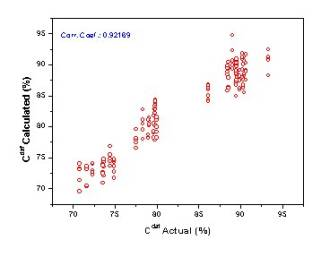 Corr. Coef.: 0.92169
C^daf Calculated (%)
95
90
85
80
75
70
70 75 80 85 90 95
C^daf Actual (%)